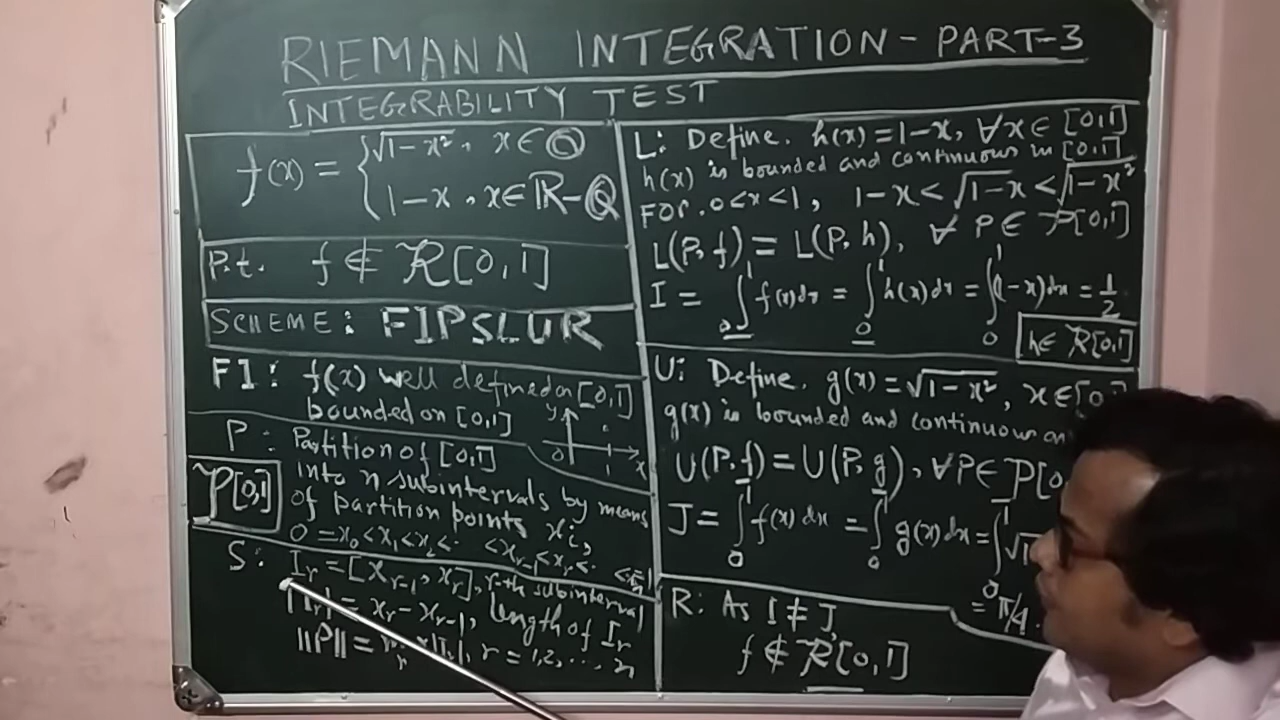 RIEMANN INTEGRATION - PART-3
INTEGRABILITY TEST
f(x) = { √1-x², x∈ℚ
1-x, x∈ℝ-ℚ
P.t. f ∉ R[0,1]
SCHEME: FIPSLUR
FI: f(x) well defined on [0,1]
bounded on [0,1]
y
0 1 x
P: Partition of [0,1]
into n subintervals by means
of partition points xi,
P[0,1]
0 = x₀ < x₁ < x₂ < ·· < xᵣ₋₁ < xᵣ < ··
S: Iᵣ = [xᵣ₋₁, xᵣ], r-th subinterval
|Iᵣ| = xᵣ - xᵣ₋₁, length of Iᵣ
||P|| = , r = 1,2,... n
L: Define, h(x) = 1-x, ∀x∈ [0,1]
h(x) is bounded and continuous in [0,1]
FOR. 0<x<1, 1-x < √1-x < √1-x²
L(P,f) = L(P,h), ∀ P∈ P[0,1]
I = ∫₀¹ f(x)dx = ∫₀¹ h(x)dx = ∫₀¹ (1-x)dx = 1/2
h∈ R[0,1]
U: Define, g(x) = √1-x², x∈[0,
g(x) is bounded and continuous on
U(P,f) = U(P,g), ∀P∈ P[0,
J = ∫₀¹ f(x)dx = ∫₀¹ g(x)dx = ∫₀¹ √1
= π/4.
R: As I ≠ J,
f ∉ R[0,1]